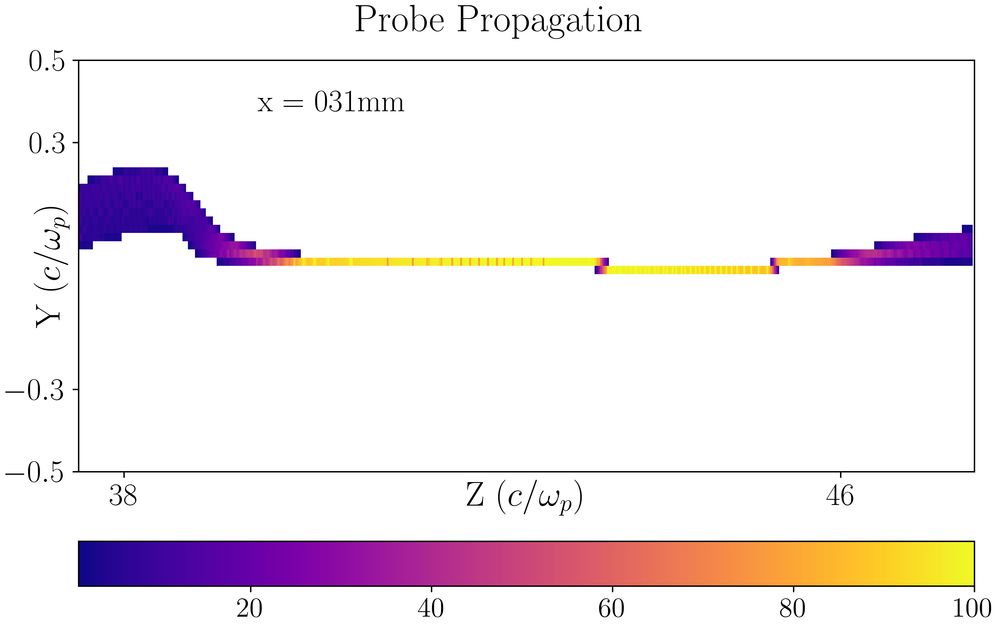 Probe Propagation
0.5
x = 031mm
0.3
Y (c/ωp)
−0.3
−0.5
38
Z (c/ωp)
46
20
40
60
80
100